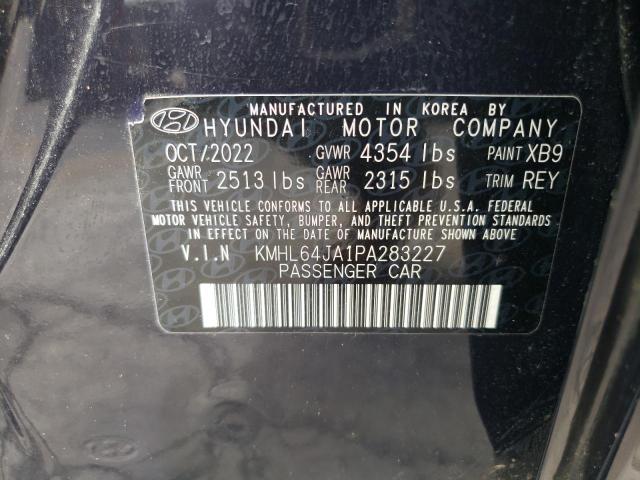 MANUFACTURED IN KOREA BY
HYUNDAI MOTOR COMPANY
OCT/2022 GVWR 4354 lbs PAINT XB9
GAWR FRONT 2513 lbs GAWR REAR 2315 lbs TRIM REY
THIS VEHICLE CONFORMS TO ALL APPLICABLE U.S.A. FEDERAL
MOTOR VEHICLE SAFETY, BUMPER, AND THEFT PREVENTION STANDARDS
IN EFFECT ON THE DATE OF MANUFACTURE SHOWN ABOVE
V.I.N KMHL64JA1PA283227
PASSENGER CAR